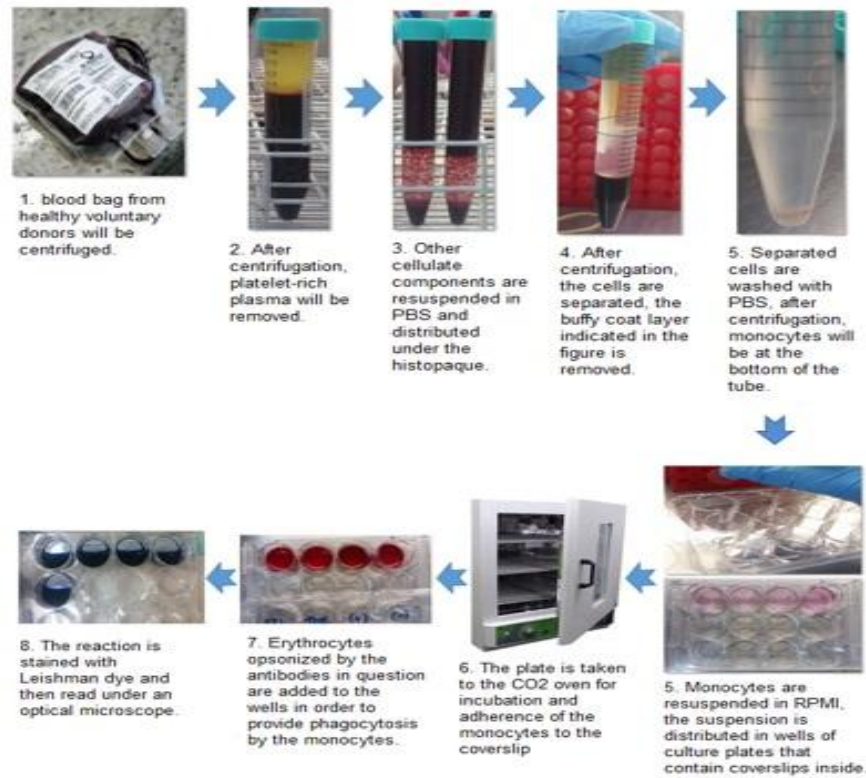 1. blood bag from
healthy voluntary
donors will be
centrifuged.
2. After
centrifugation,
platelet-rich
plasma will be
removed.
3. Other
cellulate
components are
resuspended in
PBS and
distributed
under the
histopaque.
4. After
centrifugation,
the cells are
separated, the
buffy coat layer
indicated in the
figure is
removed.
5. Separated
cells are
washed with
PBS, after
centrifugation,
monocytes will
be at the
bottom of the
tube.
5. Monocytes are
resuspended in RPMI,
the suspension is
distributed in wells of
culture plates that
contain coverslips inside.
6. The plate is taken
to the CO2 oven for
incubation and
adherence of the
monocytes to the
coverslip
7. Erythrocytes
opsonized by the
antibodies in question
are added to the
wells in order to
provide phagocytosis
by the monocytes.
8. The reaction is
stained with
Leishman dye and
then read under an
optical microscope.